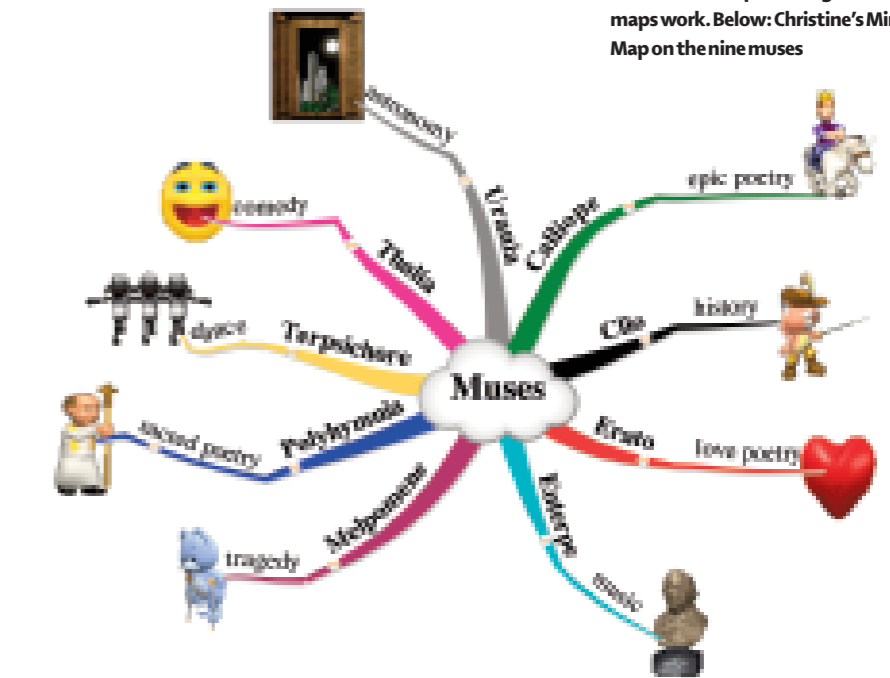 maps work. Below: Christine's Mi
Map on the nine muses
astronomy
Urania
Calliope
epic poetry
comedy
Thalia
Clio
history
dance
Terpsichore
Muses
Erato
love poetry
sacred poetry
Polyhymnia
Melpomene
tragedy
Euterpe
music